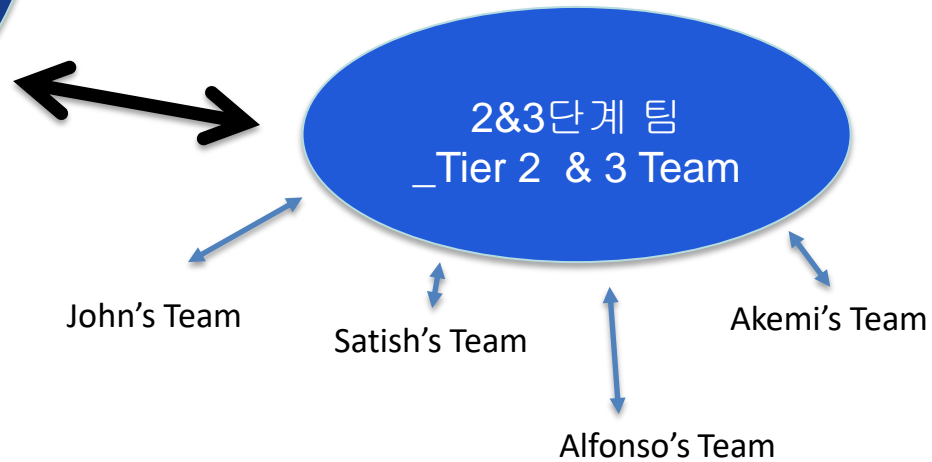 2&3단계 팀
_Tier 2 & 3 Team
John’s Team
Satish’s Team
Akemi’s Team
Alfonso’s Team